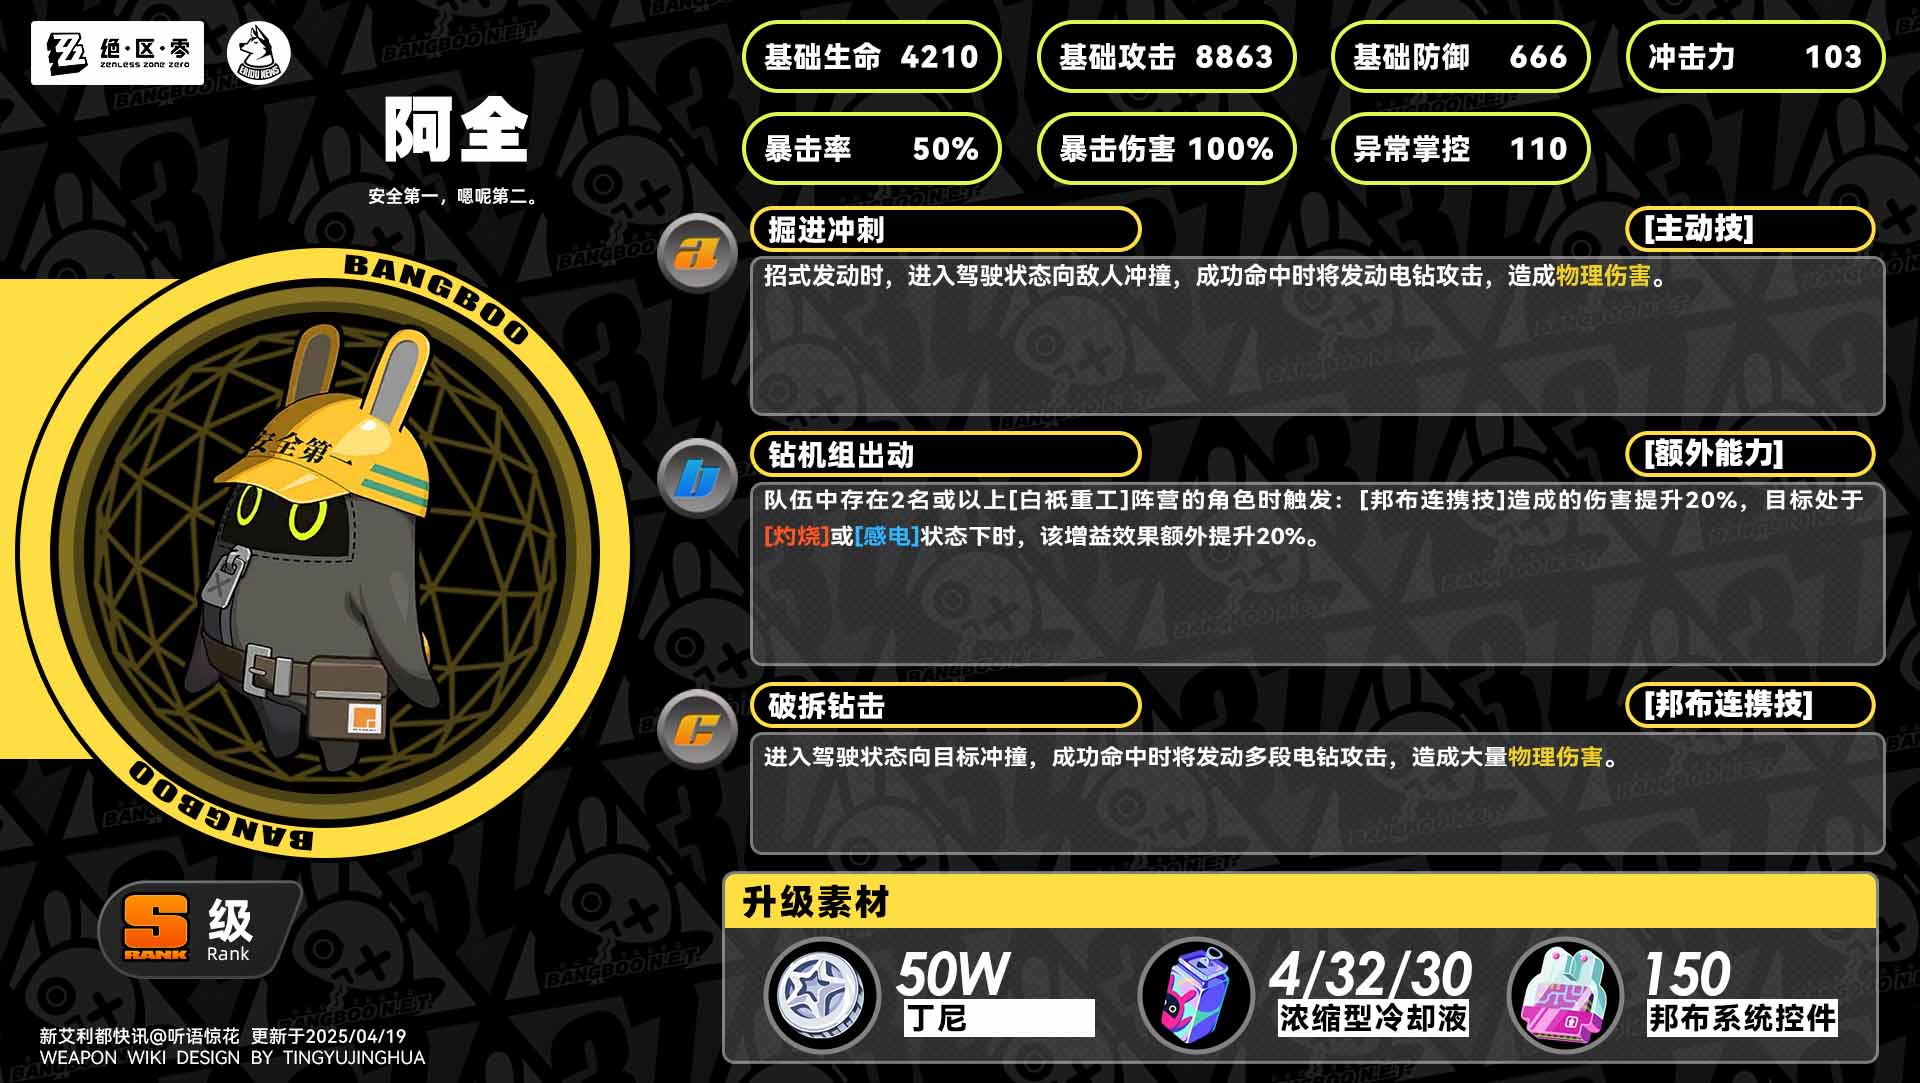 绝·区·零
ZENLESS ZONE ZERO
ERIDU NEWS
阿全
安全第一，嗯呢第二。
基础生命 4210
基础攻击 8863
基础防御 666
冲击力 103
暴击率 50%
暴击伤害 100%
异常掌控 110
BANGBOO
安全第一
BANGBOO
a
掘进冲刺
[主动技]
招式发动时，进入驾驶状态向敌人冲撞，成功命中时将发动电钻攻击，造成物理伤害。
b
钻机组出动
[额外能力]
队伍中存在2名或以上[白祇重工]阵营的角色时触发：[邦布连携技]造成的伤害提升20%，目标处于
[灼烧]或[感电]状态下时，该增益效果额外提升20%。
c
破拆钻击
[邦布连携技]
进入驾驶状态向目标冲撞，成功命中时将发动多段电钻攻击，造成大量物理伤害。
S
RANK
级
Rank
升级素材
50W
丁尼
4/32/30
浓缩型冷却液
150
邦布系统控件
新艾利都快讯@听语惊花 更新于2025/04/19
WEAPON WIKI DESIGN BY TINGYUJINGHUA